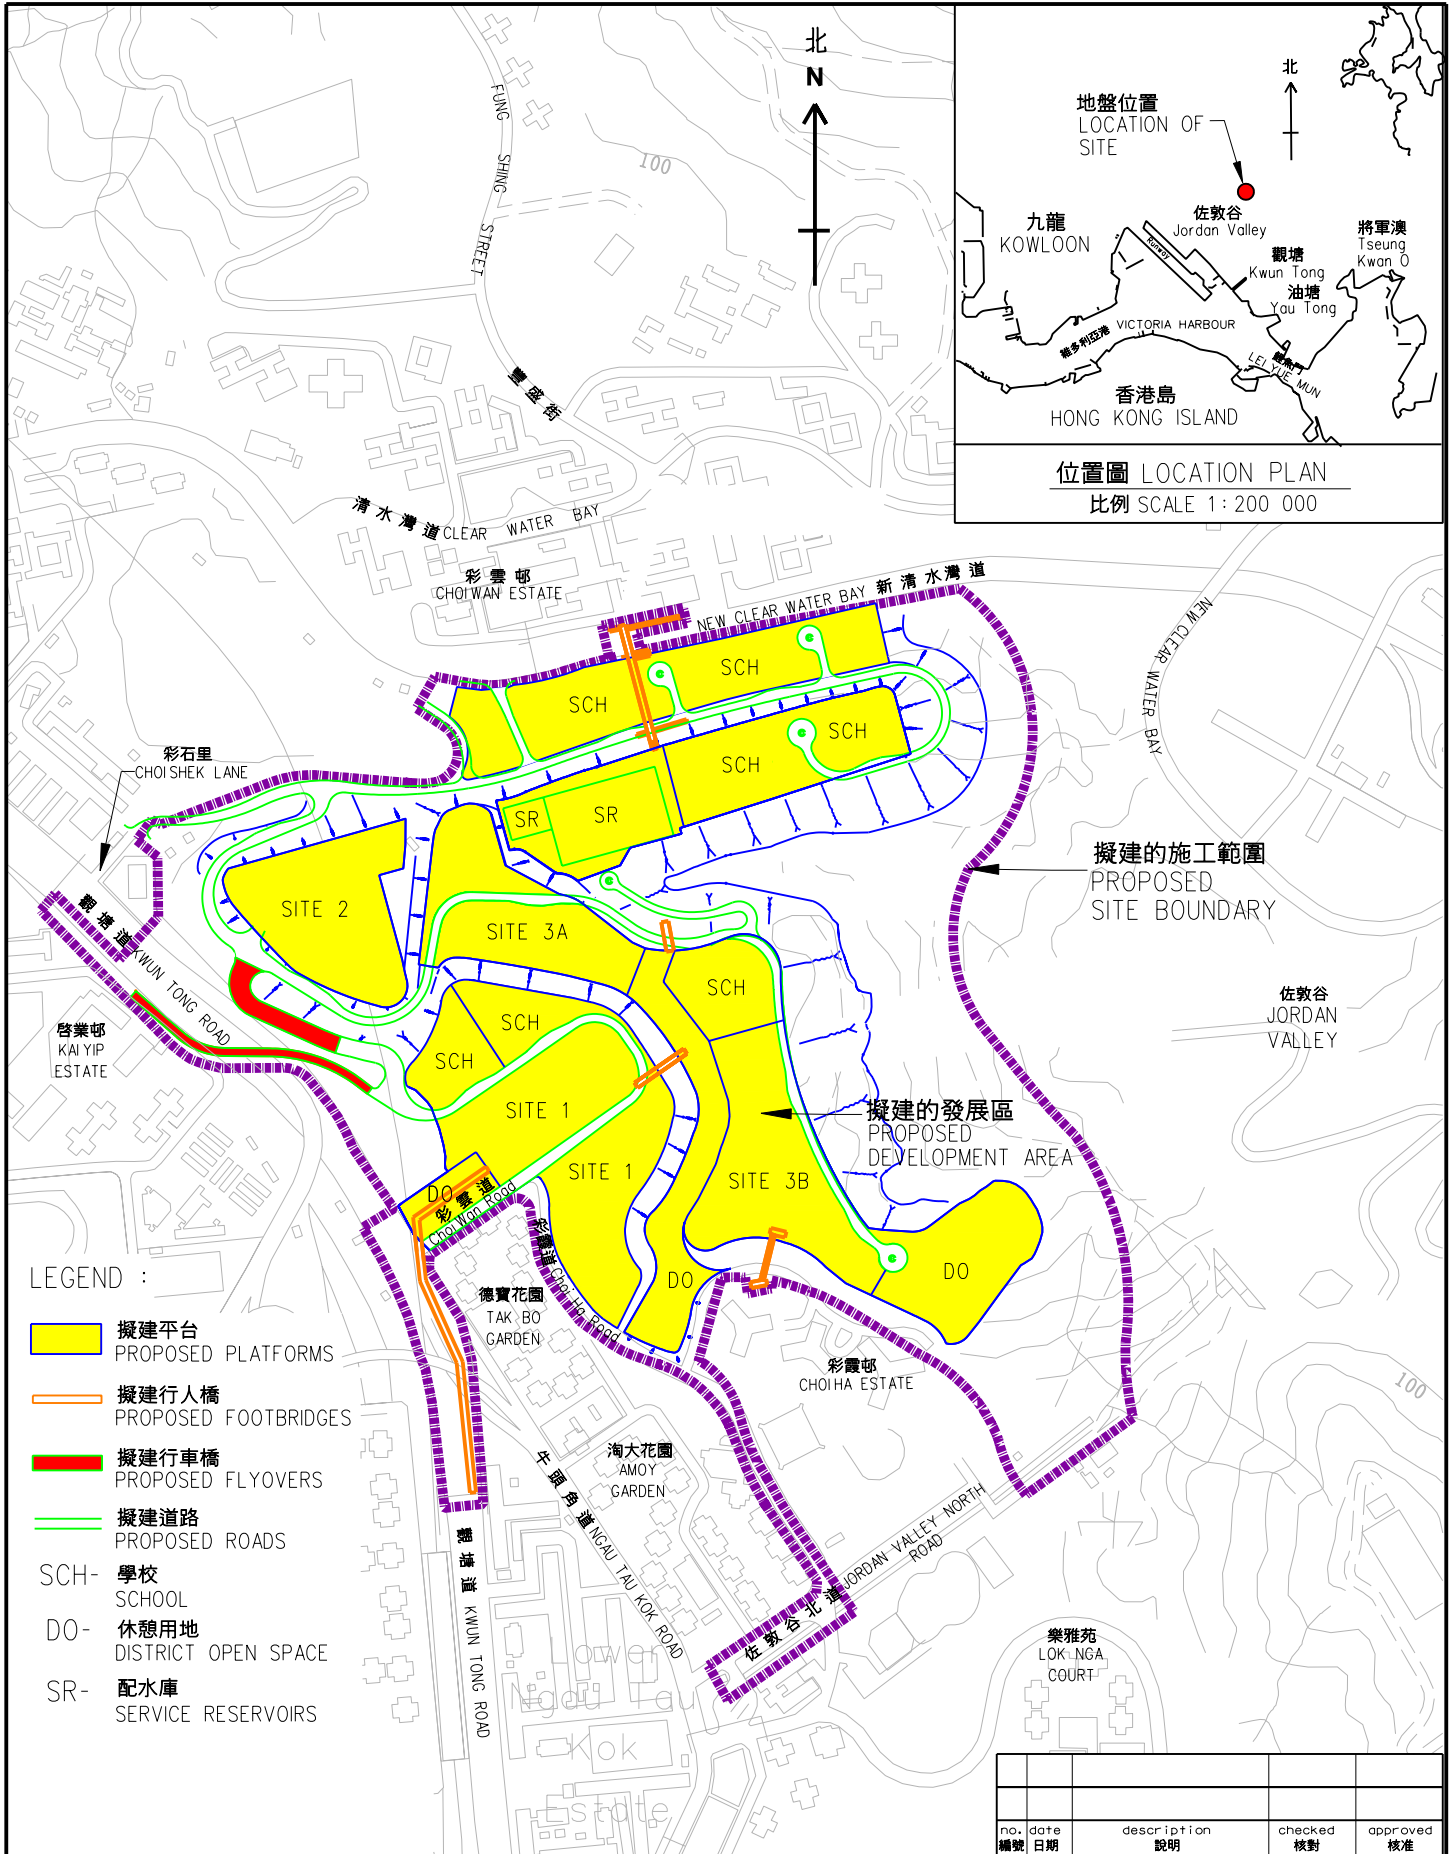 北
N
FUNG SHING STREET
100
豐盛街
清水灣道 CLEAR WATER BAY
彩雲邨
CHOI WAN ESTATE
NEW CLEAR WATER BAY 新清水灣道
NEW CLEAR WATER BAY
北
地盤位置
LOCATION OF
SITE
九龍
KOWLOON
佐敦谷
Jordan Valley
Runway
觀塘
Kwun Tong
油塘
Yau Tong
將軍澳
Tseung
Kwan O
維多利亞港 VICTORIA HARBOUR
鯉魚門
LEI YUE MUN
香港島
HONG KONG ISLAND
位置圖 LOCATION PLAN
比例 SCALE 1:200 000
SCH
SCH
SCH
SCH
SR
SR
彩石里
CHOI SHEK LANE
擬建的施工範圍
PROPOSED
SITE BOUNDARY
SITE 2
SITE 3A
觀塘道 KWUN TONG ROAD
SCH
SCH
SCH
佐敦谷
JORDAN
VALLEY
啓業邨
KAI YIP
ESTATE
SITE 1
擬建的發展區
PROPOSED
DEVELOPMENT AREA
SITE 1
SITE 3B
DO
彩雲道
Choi Wan Road
彩霞道 Choi Ha Road
DO
DO
德寶花園
TAK BO
GARDEN
彩霞邨
CHOI HA ESTATE
100
淘大花園
AMOY
GARDEN
牛頭角道 NGAU TAU KOK ROAD
觀塘道 KWUN TONG ROAD
佐敦谷北道 JORDAN VALLEY NORTH
ROAD
樂雅苑
LOK NGA
COURT
Lower
Ngau Tau
Kok
Estate
LEGEND :
擬建平台
PROPOSED PLATFORMS
擬建行人橋
PROPOSED FOOTBRIDGES
擬建行車橋
PROPOSED FLYOVERS
擬建道路
PROPOSED ROADS
SCH- 學校
SCHOOL
DO- 休憩用地
DISTRICT OPEN SPACE
SR- 配水庫
SERVICE RESERVOIRS
no. date description checked approved
編號 日期 說明 核對 核准